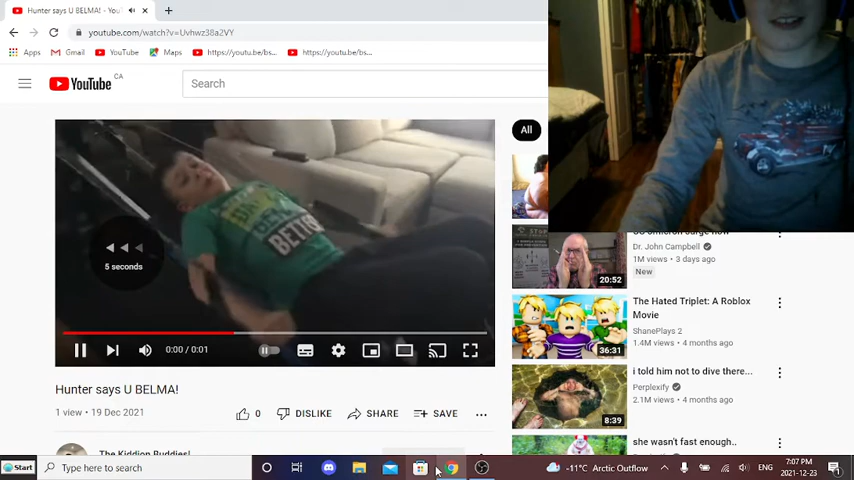 Hunter says U BELMA! - YouTube
youtube.com/watch?v=Uvhwz38a2VY
Apps
Gmail
YouTube
Maps
https://youtu.be/bs...
https://youtu.be/bs...
YouTube CA
Search
All
BETTER
5 seconds
0:00 / 0:01
Dr. John Campbell
1M views • 3 days ago
New
20:52
The Hated Triplet: A Roblox
Movie
ShanePlays 2
1.4M views • 4 months ago
36:31
i told him not to dive there...
Perplexify
2.1M views • 4 months ago
8:39
she wasn't fast enough..
Hunter says U BELMA!
1 view • 19 Dec 2021
0
DISLIKE
SHARE
SAVE
The Kiddion Buddies!
Start
Type here to search
-11°C Arctic Outflow
ENG
7:07 PM
2021-12-23